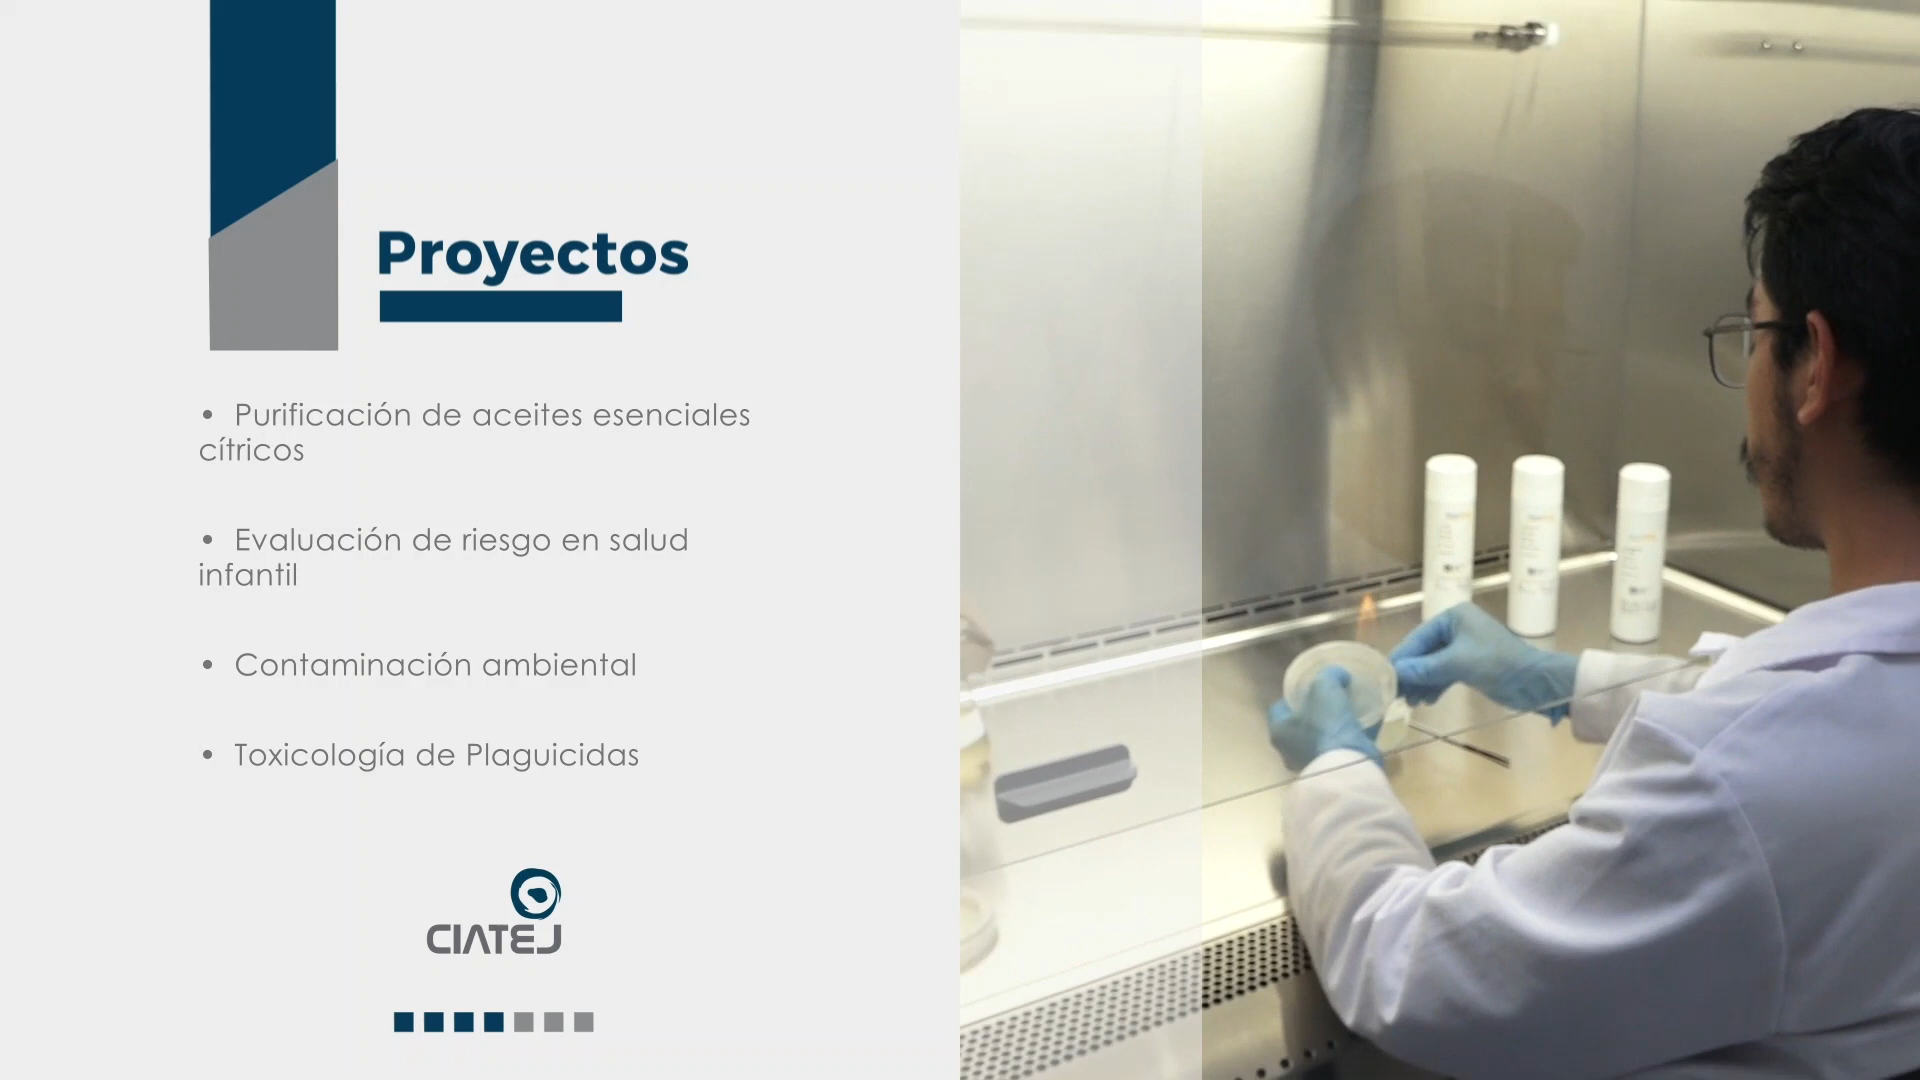 Proyectos
• Purificación de aceites esenciales
cítricos
• Evaluación de riesgo en salud
infantil
• Contaminación ambiental
• Toxicología de Plaguicidas
CIATEJ